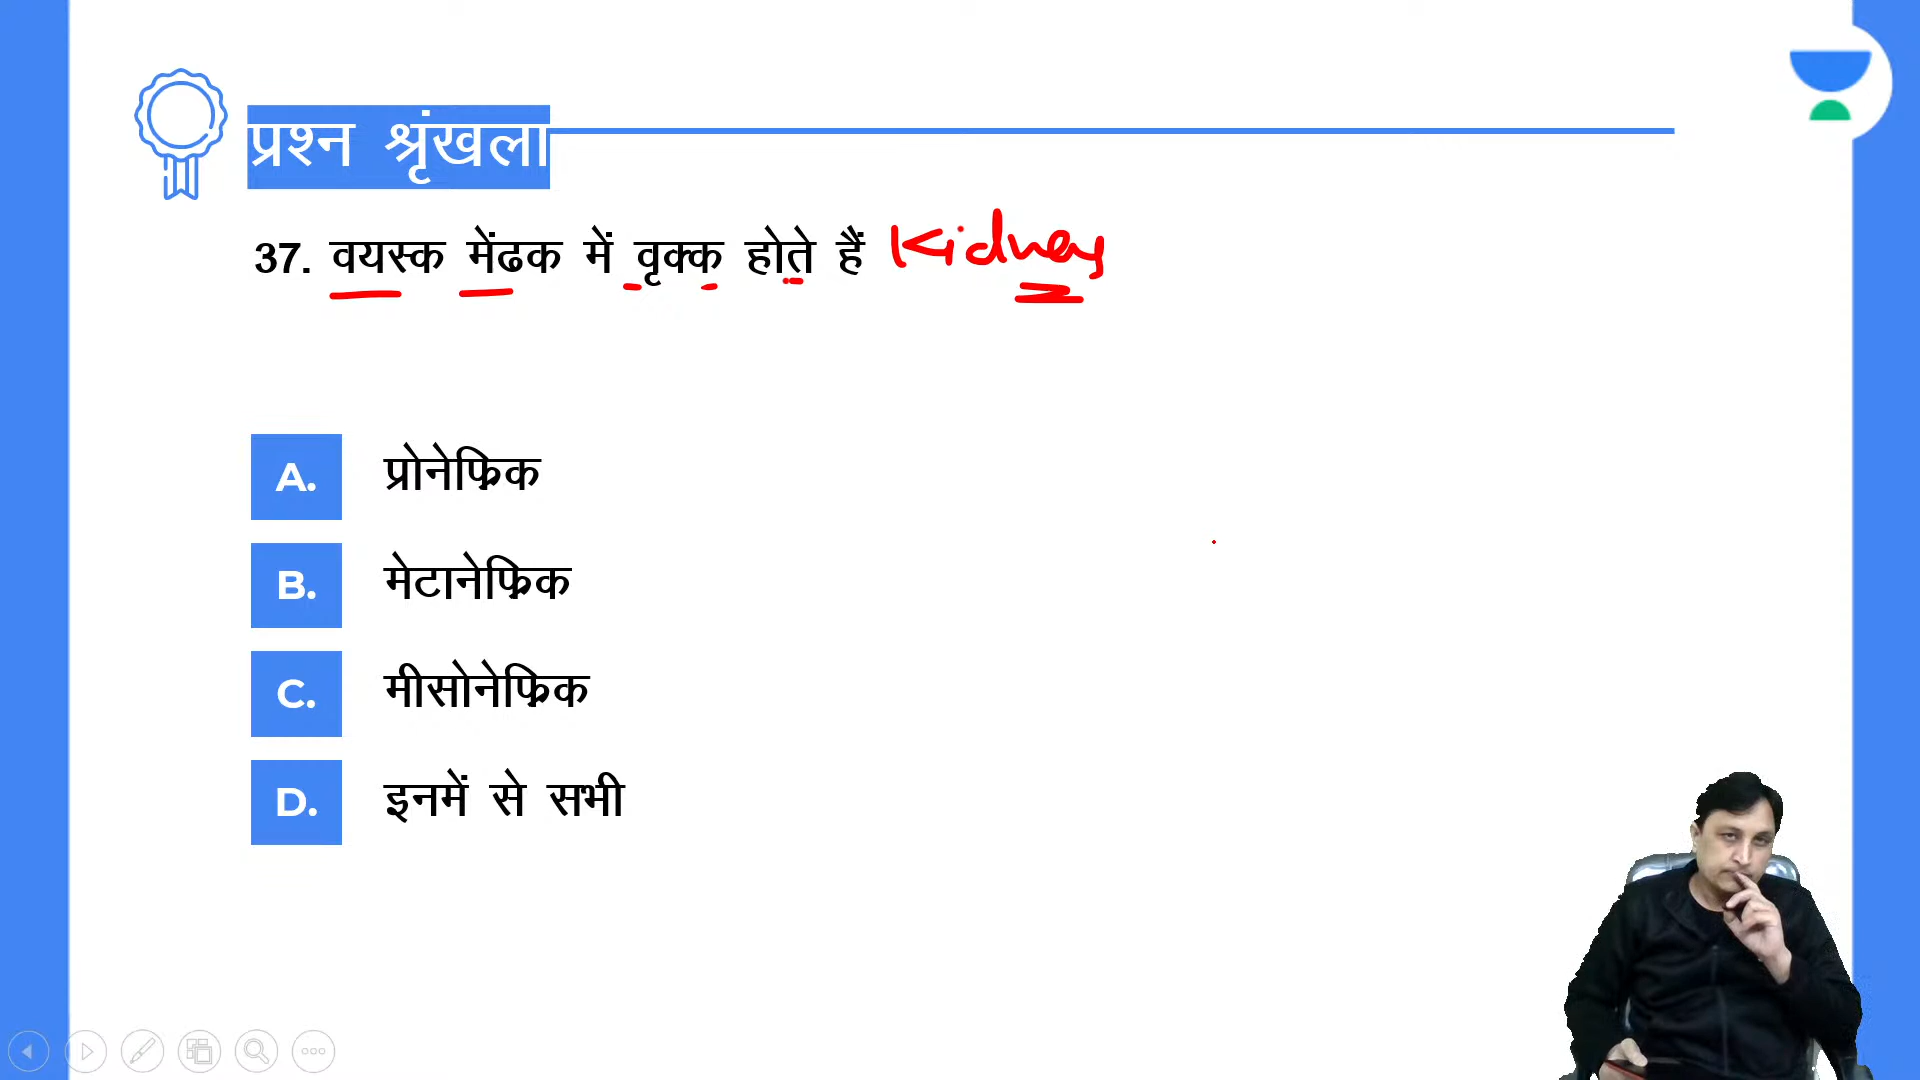 प्रश्न श्रृंखला
37. वयस्क मेंढक में वृक्क होते हैं Kidney
A. प्रोनेफ्रिक
B. मेटानेफ्रिक
C. मीसोनेफ्रिक
D. इनमें से सभी